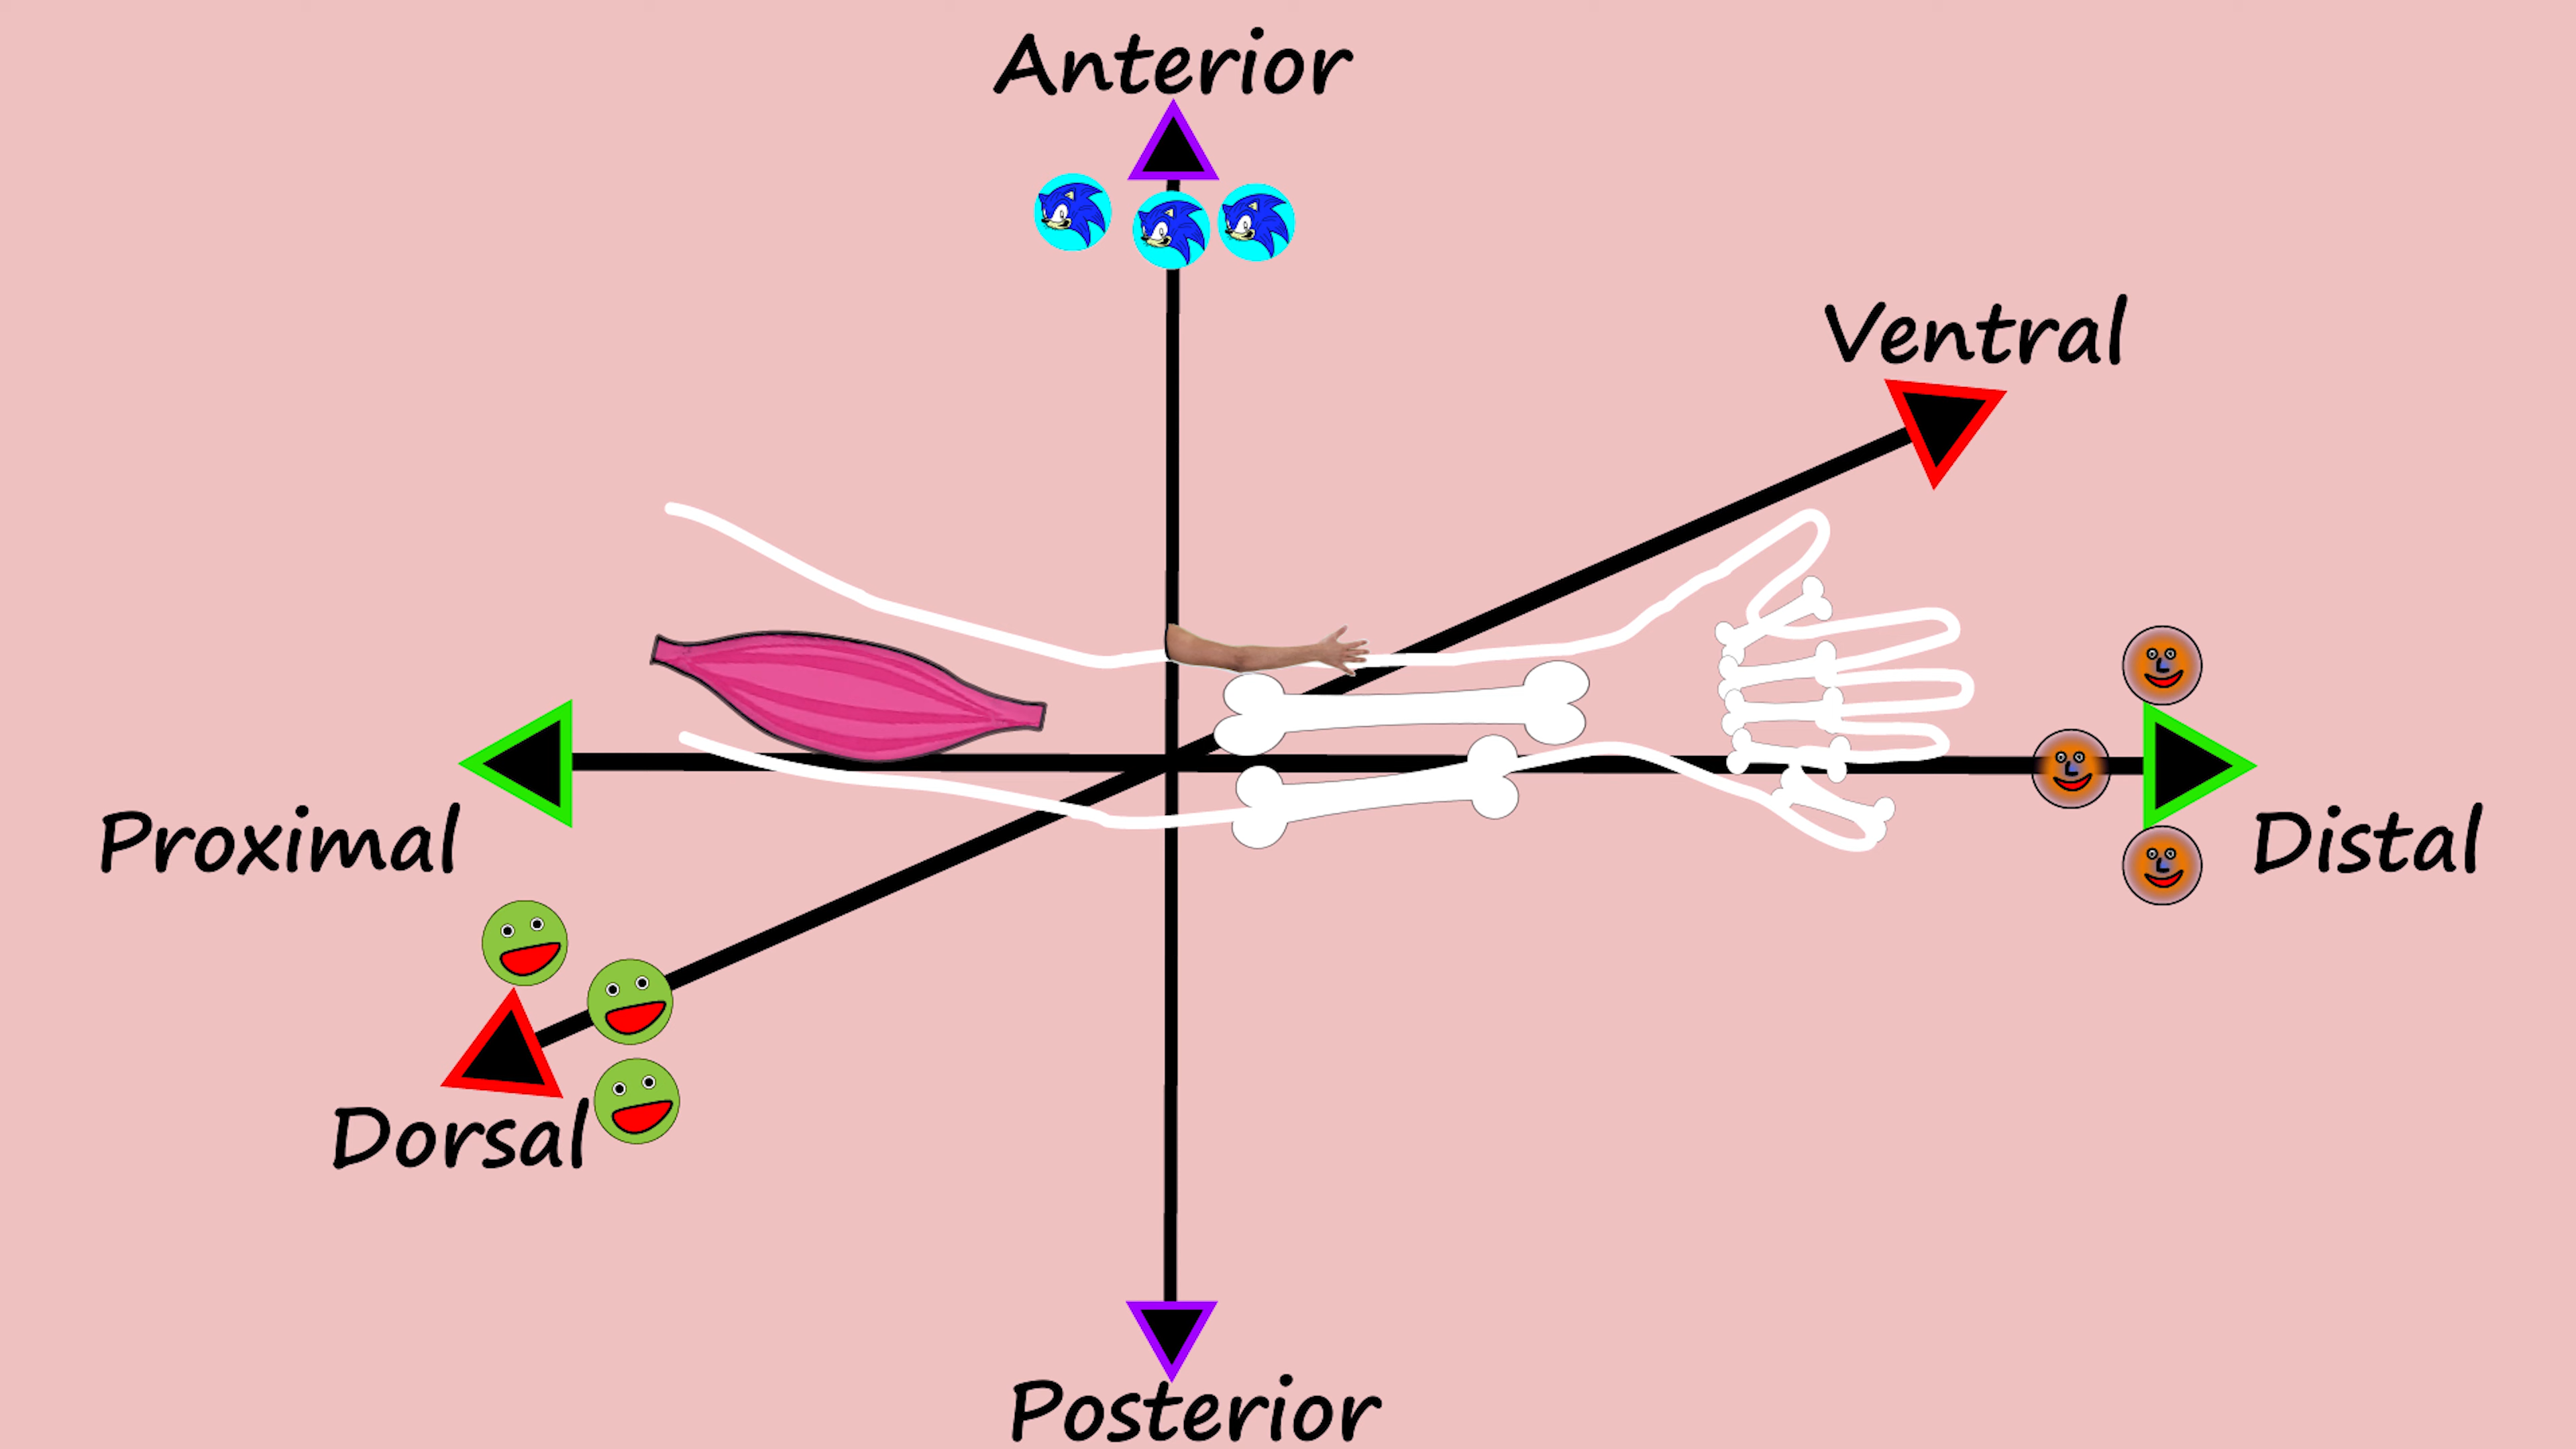 Anterior
Ventral
Proximal
Distal
Dorsal
Posterior